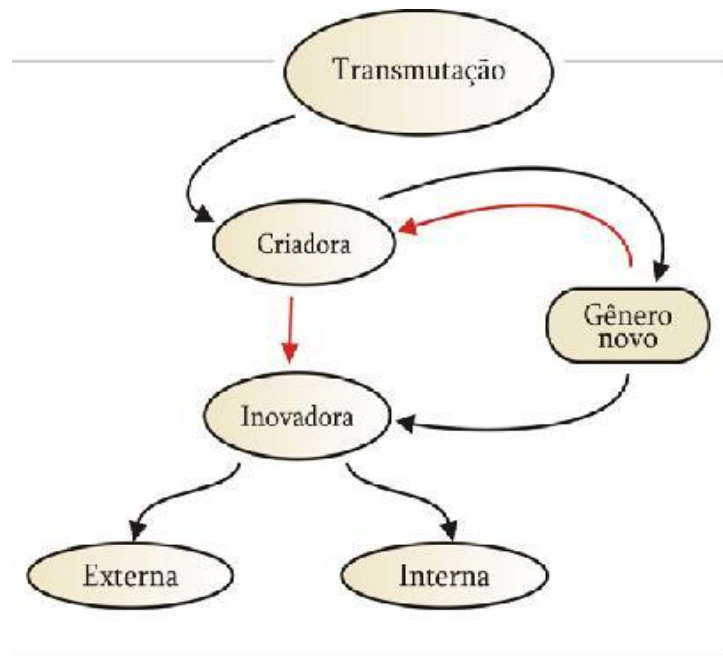 Transmutação
Criadora
Gênero
novo
Inovadora
Externa
Interna